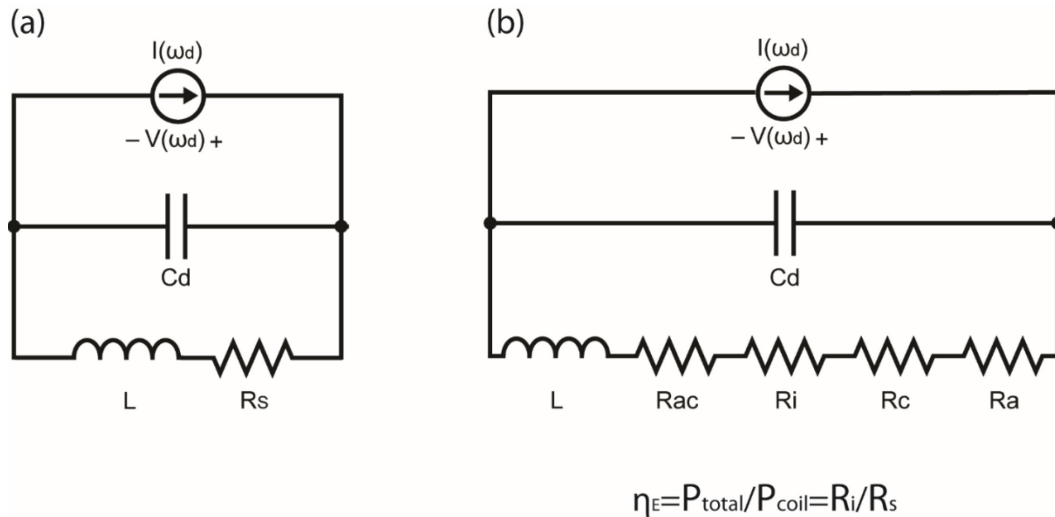 (a)
I(ωd)
– V(ωd) +
Cd
L Rs
(b)
I(ωd)
– V(ωd) +
Cd
L Rac Ri Rc Ra
ηE=Ptotal/Pcoil=Ri/Rs